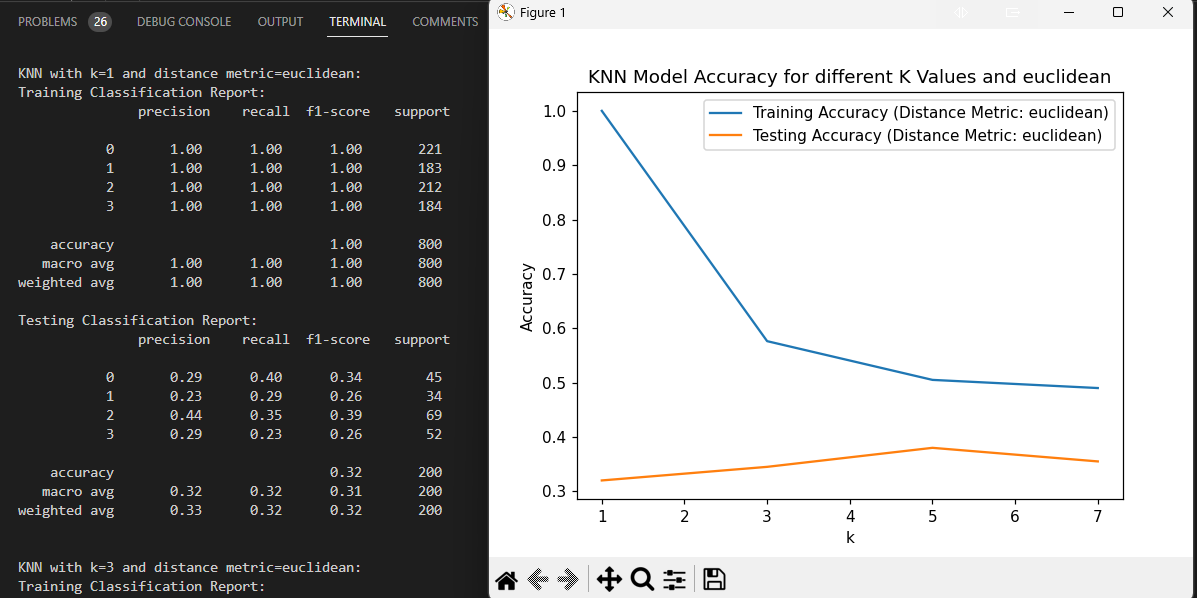 PROBLEMS 26 DEBUG CONSOLE OUTPUT TERMINAL COMMENTS
KNN with k=1 and distance metric=euclidean:
Training Classification Report:
precision recall f1-score support
0 1.00 1.00 1.00 221
1 1.00 1.00 1.00 183
2 1.00 1.00 1.00 212
3 1.00 1.00 1.00 184
accuracy 1.00 800
macro avg 1.00 1.00 1.00 800
weighted avg 1.00 1.00 1.00 800
Testing Classification Report:
precision recall f1-score support
0 0.29 0.40 0.34 45
1 0.23 0.29 0.26 34
2 0.44 0.35 0.39 69
3 0.29 0.23 0.26 52
accuracy 0.32 200
macro avg 0.32 0.32 0.31 200
weighted avg 0.33 0.32 0.32 200
KNN with k=3 and distance metric=euclidean:
Training Classification Report:
Figure 1
KNN Model Accuracy for different K Values and euclidean
Training Accuracy (Distance Metric: euclidean)
Testing Accuracy (Distance Metric: euclidean)
Accuracy
1.0
0.9
0.8
0.7
0.6
0.5
0.4
0.3
1 2 3 4 5 6 7
k